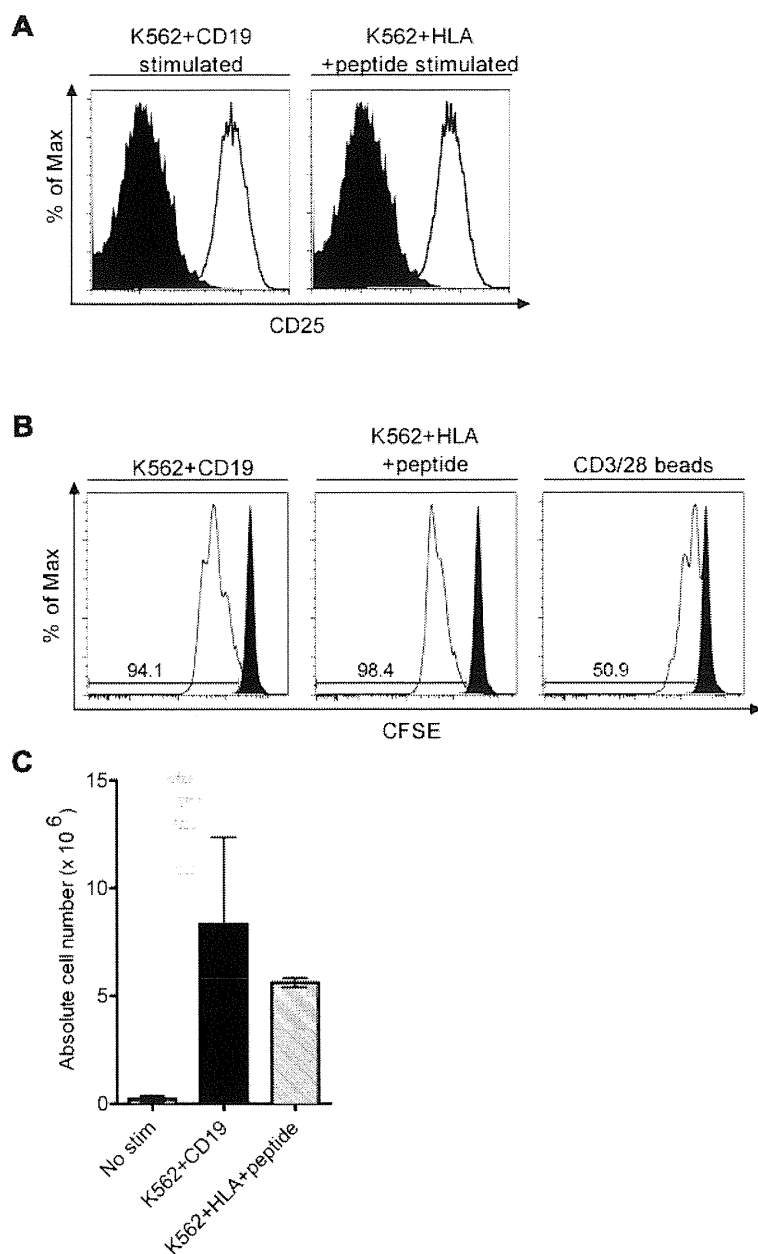 A
K562+CD19
stimulated
K562+HLA
+peptide stimulated
% of Max
CD25
B
K562+CD19
K562+HLA
+peptide
CD3/28 beads
% of Max
94.1
98.4
50.9
CFSE
C
Absolute cell number (x 10 6)
15
10
5
0
No stim
K562+CD19
K562+HLA+peptide